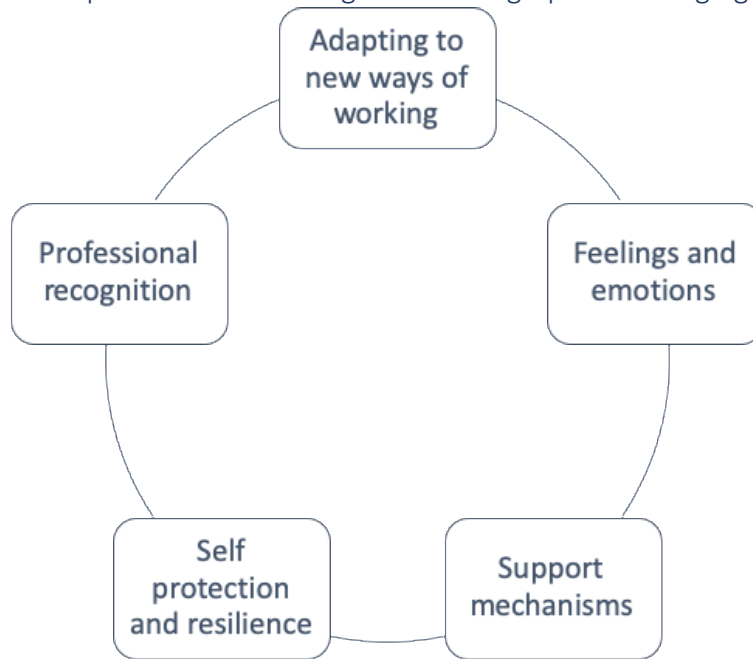 Adapting to
new ways of
working
Professional
recognition
Feelings and
emotions
Self
protection
and resilience
Support
mechanisms